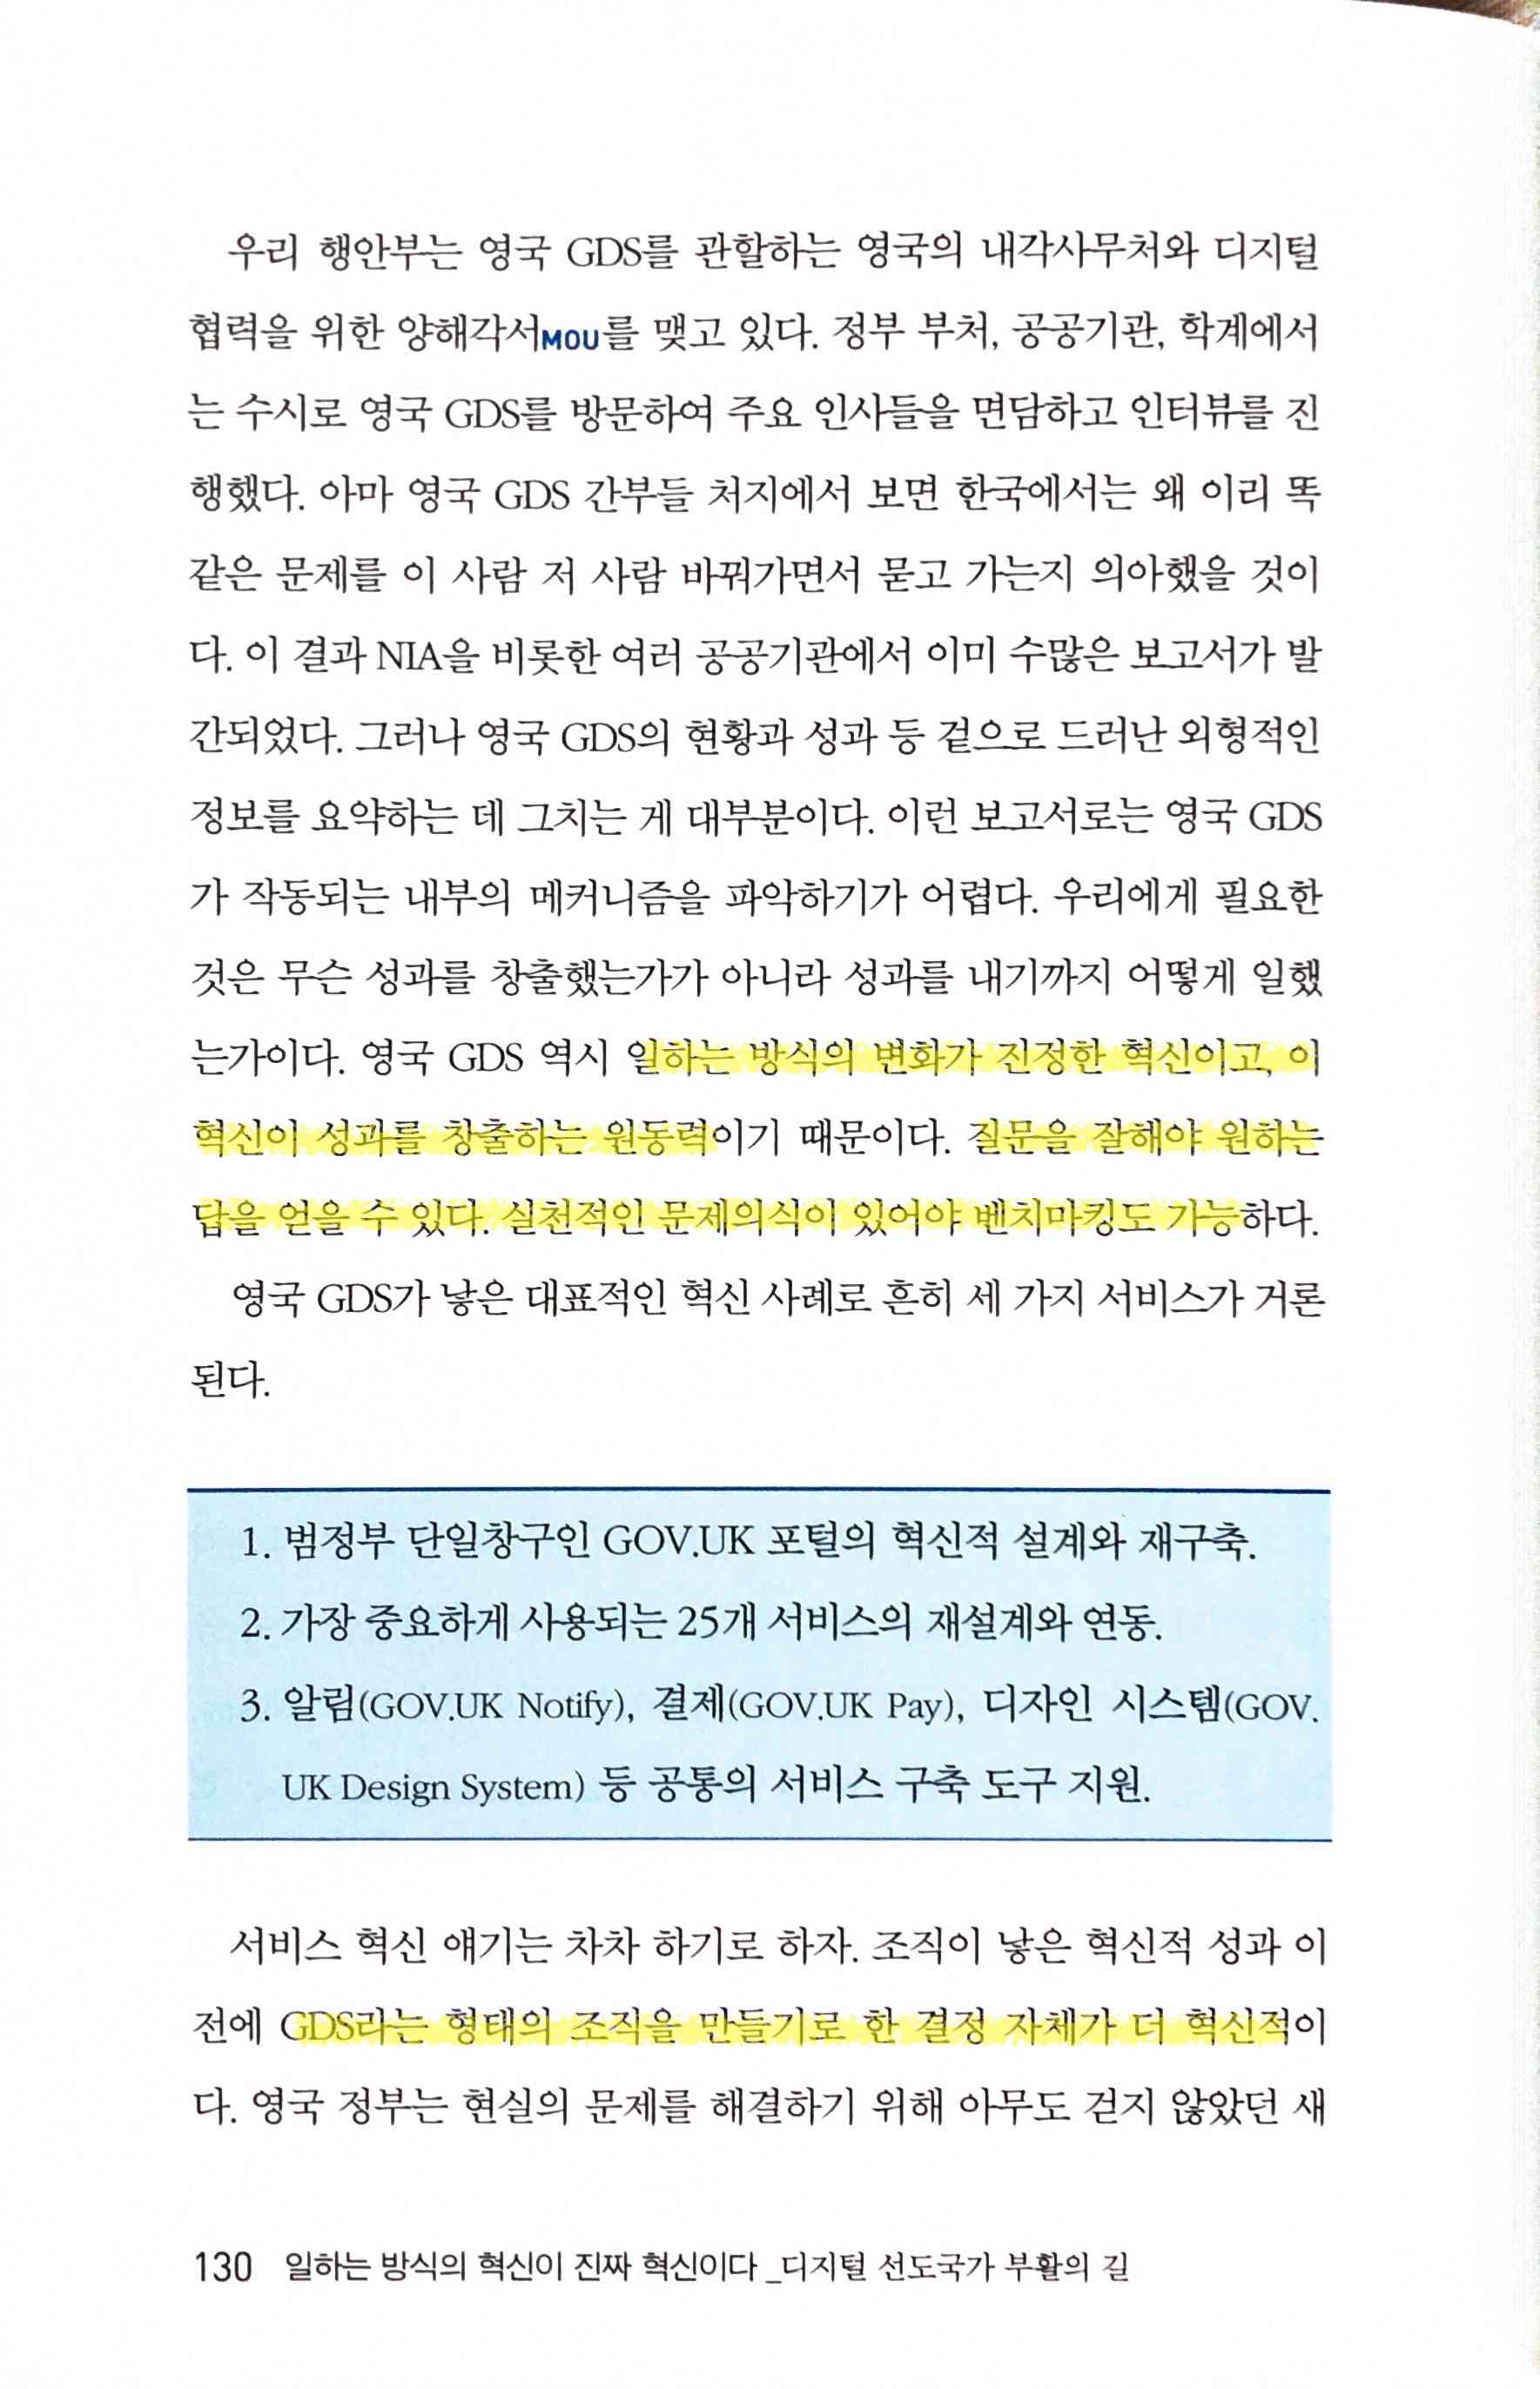 우리 행안부는 영국 GDS를 관할하는 영국의 내각사무처와 디지털
협력을 위한 양해각서MOU를 맺고 있다. 정부 부처, 공공기관, 학계에서
는 수시로 영국 GDS를 방문하여 주요 인사들을 면담하고 인터뷰를 진
행했다. 아마 영국 GDS 간부들 처지에서 보면 한국에서는 왜 이리 똑
같은 문제를 이 사람 저 사람 바꿔가면서 묻고 가는지 의아했을 것이
다. 이 결과 NIA을 비롯한 여러 공공기관에서 이미 수많은 보고서가 발
간되었다. 그러나 영국 GDS의 현황과 성과 등 겉으로 드러난 외형적인
정보를 요약하는 데 그치는 게 대부분이다. 이런 보고서로는 영국 GDS
가 작동되는 내부의 메커니즘을 파악하기가 어렵다. 우리에게 필요한
것은 무슨 성과를 창출했는가가 아니라 성과를 내기까지 어떻게 일했
는가이다. 영국 GDS 역시 일하는 방식의 변화가 진정한 혁신이고, 이
혁신이 성과를 창출하는 원동력이기 때문이다. 질문을 잘해야 원하는
답을 얻을 수 있다. 실천적인 문제의식이 있어야 벤치마킹도 가능하다.
영국 GDS가 낳은 대표적인 혁신 사례로 흔히 세 가지 서비스가 거론
된다.
1. 범정부 단일창구인 GOV.UK 포털의 혁신적 설계와 재구축.
2. 가장 중요하게 사용되는 25개 서비스의 재설계와 연동.
3. 알림(GOV.UK Notify), 결제(GOV.UK Pay), 디자인 시스템(GOV.
UK Design System) 등 공통의 서비스 구축 도구 지원.
서비스 혁신 얘기는 차차 하기로 하자. 조직이 낳은 혁신적 성과 이
전에 GDS라는 형태의 조직을 만들기로 한 결정 자체가 더 혁신적이
다. 영국 정부는 현실의 문제를 해결하기 위해 아무도 걷지 않았던 새
130 일하는 방식의 혁신이 진짜 혁신이다_디지털 선도국가 부활의 길